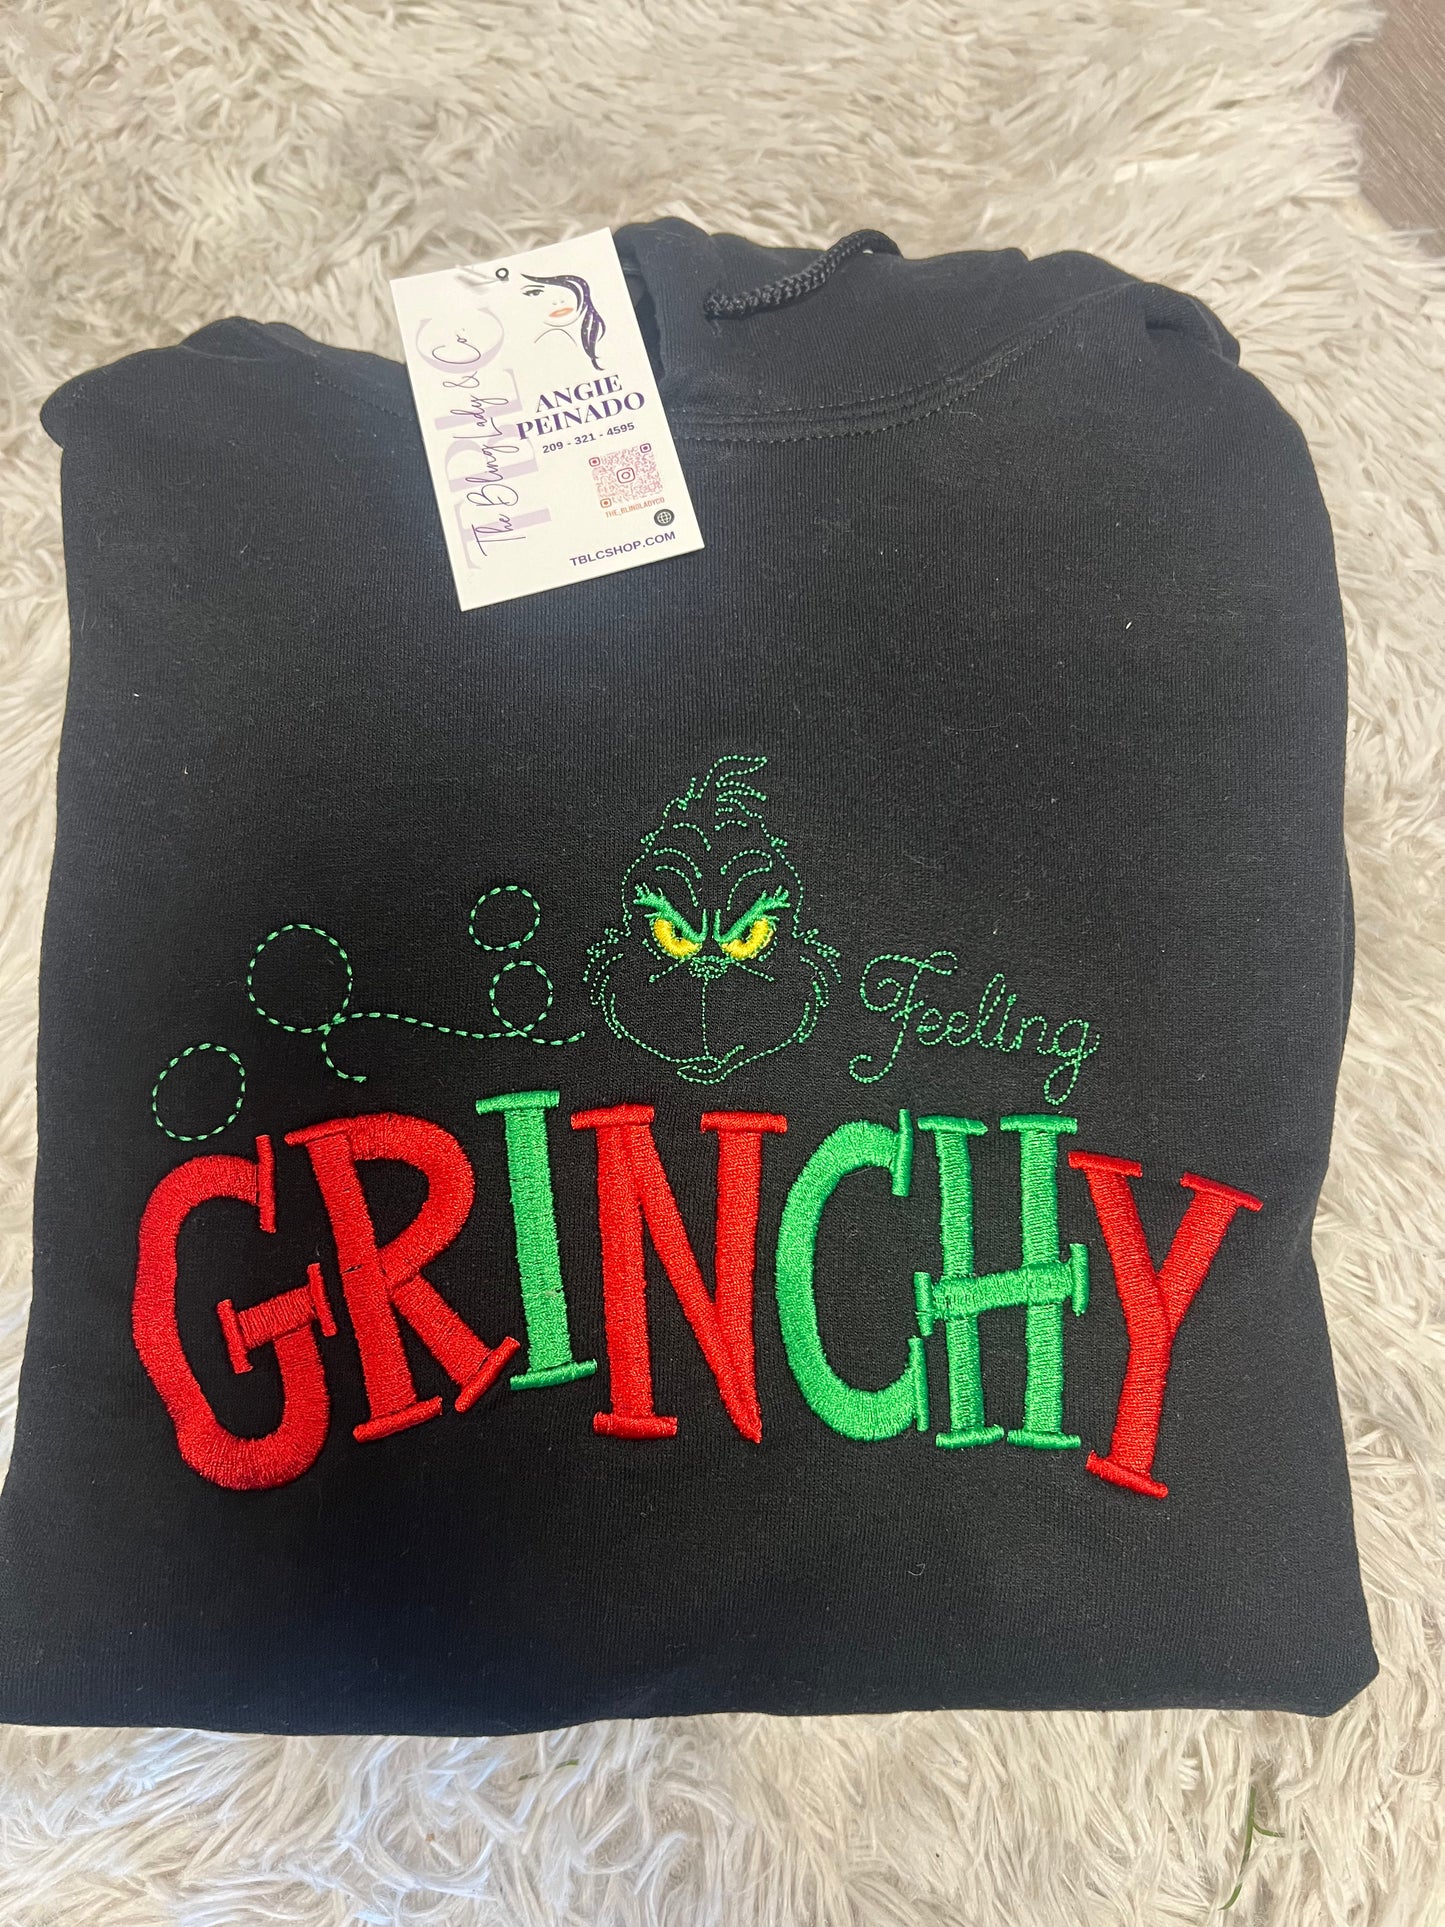 TBLC
The Bling Lady & Co.
ANGIE
PEINADO
209 - 321 - 4595
THE_BLINGLADYCO
TBLCSHOP.COM
Feeling
GRINCHY